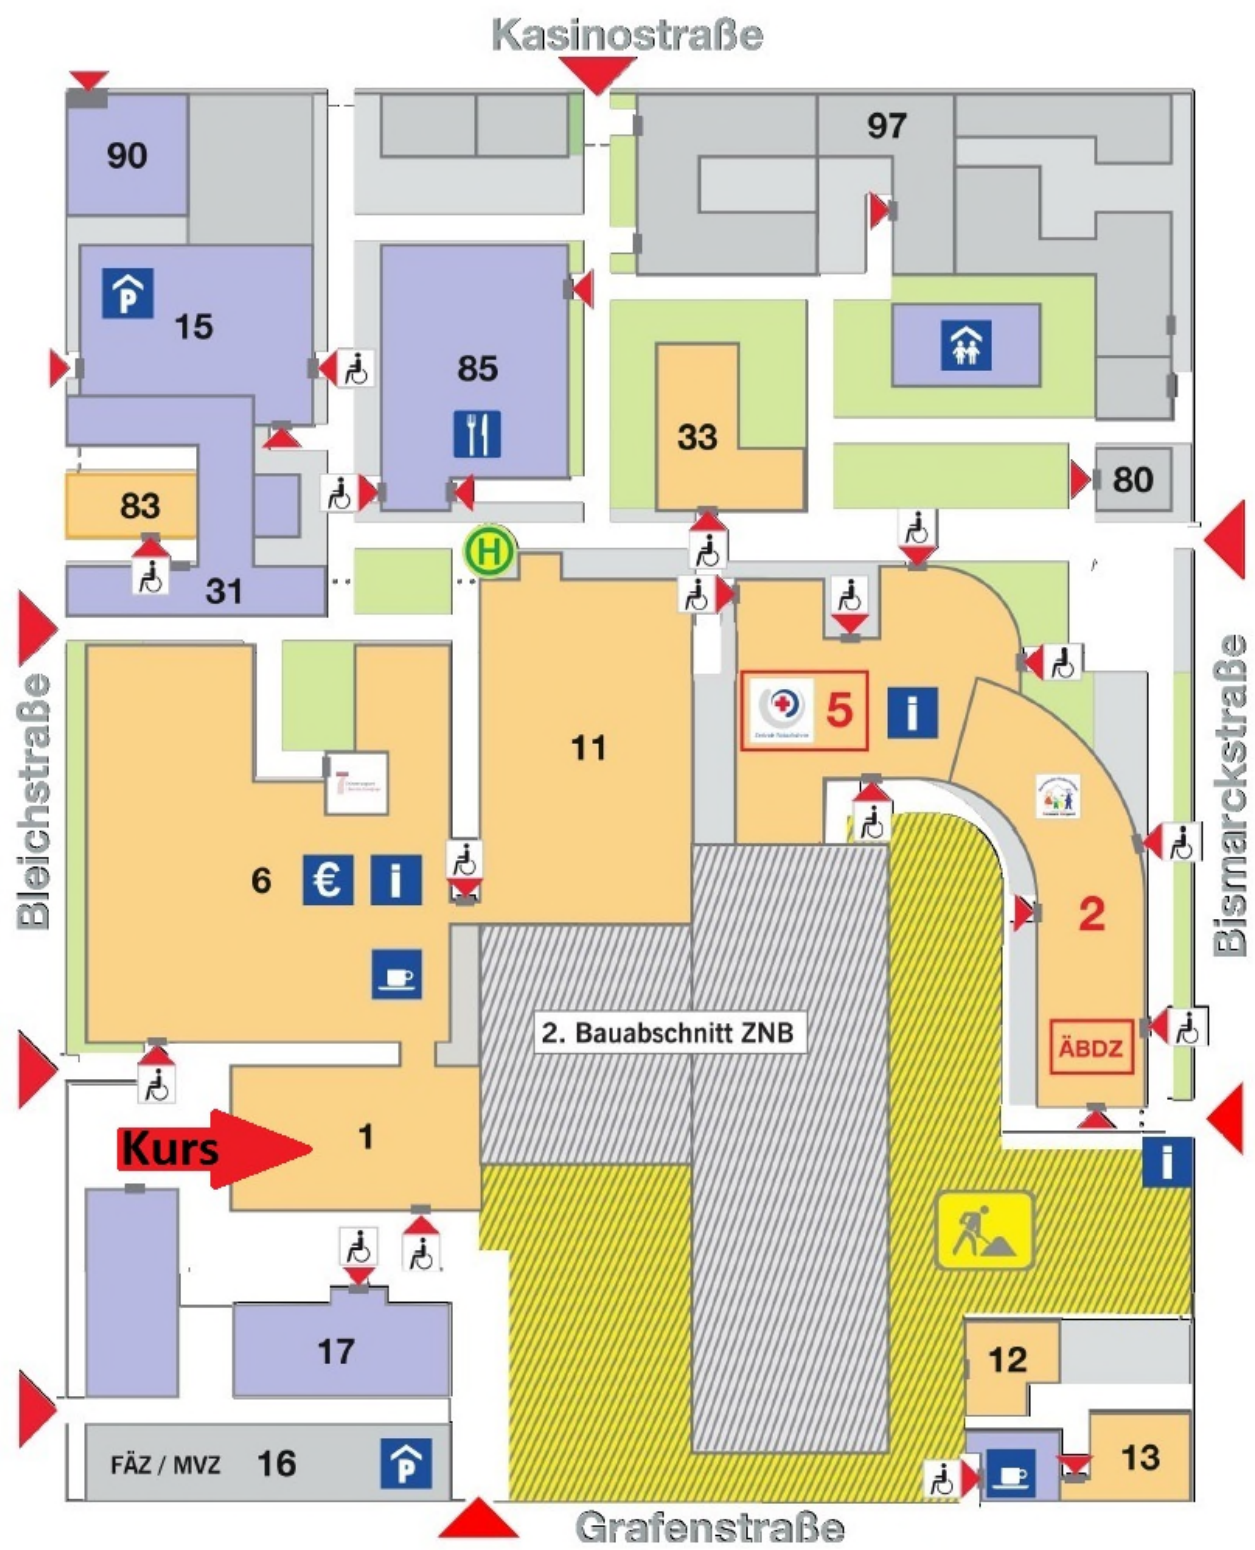 Kasinostraße
90
97
P
15
85
33
80
83
H
31
Bleichstraße
Bismarckstraße
5
i
11
6
€
i
2
2. Bauabschnitt ZNB
ÄBDZ
Kurs
1
i
17
12
FÄZ / MVZ
16
P
13
Grafenstraße